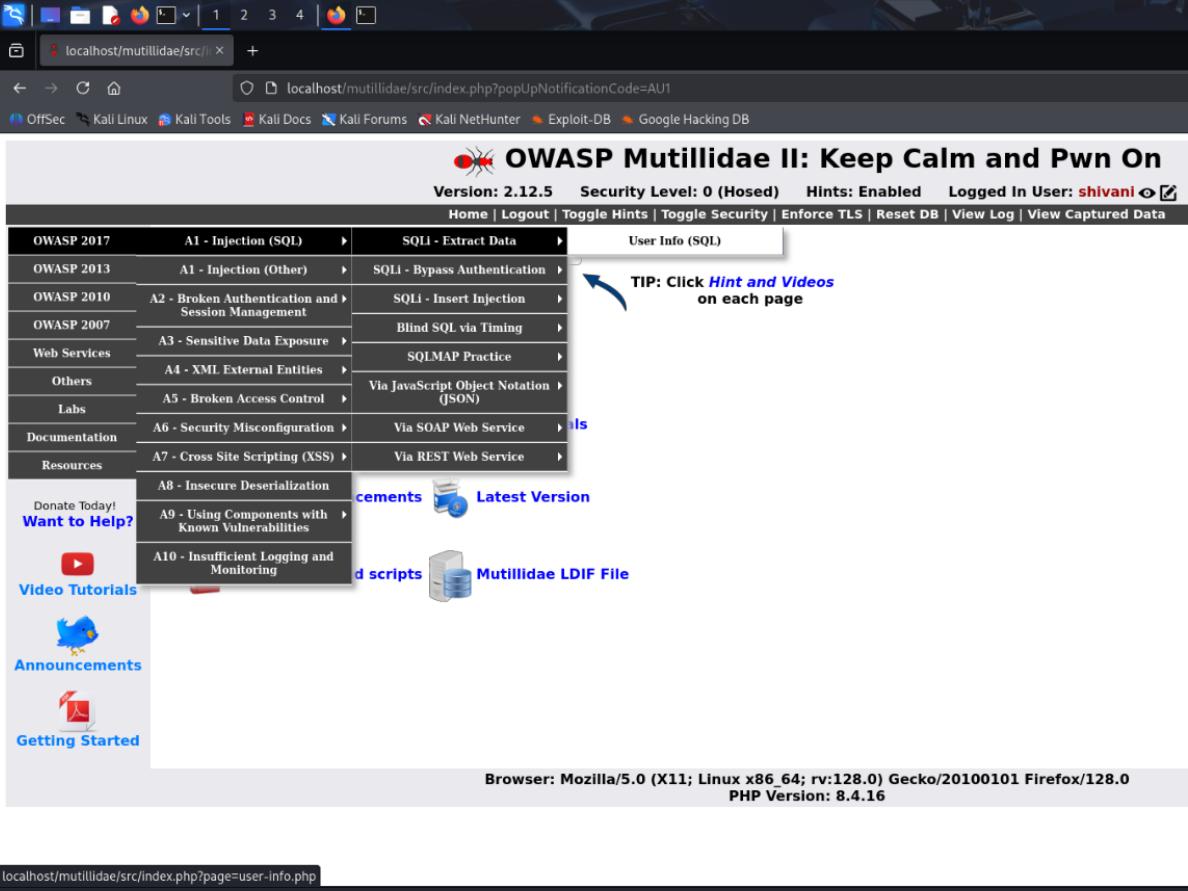 1 2 3 4
localhost/mutillidae/src/i
localhost/mutillidae/src/index.php?popUpNotificationCode=AU1
OffSec Kali Linux Kali Tools Kali Docs Kali Forums Kali NetHunter Exploit-DB Google Hacking DB
OWASP Mutillidae II: Keep Calm and Pwn On
Version: 2.12.5 Security Level: 0 (Hosed) Hints: Enabled Logged In User: shivani
Home | Logout | Toggle Hints | Toggle Security | Enforce TLS | Reset DB | View Log | View Captured Data
OWASP 2017
OWASP 2013
OWASP 2010
OWASP 2007
Web Services
Others
Labs
Documentation
Resources
A1 - Injection (SQL)
A1 - Injection (Other)
A2 - Broken Authentication and
Session Management
A3 - Sensitive Data Exposure
A4 - XML External Entities
A5 - Broken Access Control
A6 - Security Misconfiguration
A7 - Cross Site Scripting (XSS)
A8 - Insecure Deserialization
A9 - Using Components with
Known Vulnerabilities
A10 - Insufficient Logging and
Monitoring
SQLi - Extract Data
SQLi - Bypass Authentication
SQLi - Insert Injection
Blind SQL via Timing
SQLMAP Practice
Via JavaScript Object Notation
(JSON)
Via SOAP Web Service
Via REST Web Service
User Info (SQL)
TIP: Click Hint and Videos
on each page
als
cements Latest Version
d scripts Mutillidae LDIF File
Donate Today!
Want to Help?
Video Tutorials
Announcements
Getting Started
Browser: Mozilla/5.0 (X11; Linux x86_64; rv:128.0) Gecko/20100101 Firefox/128.0
PHP Version: 8.4.16
localhost/mutillidae/src/index.php?page=user-info.php